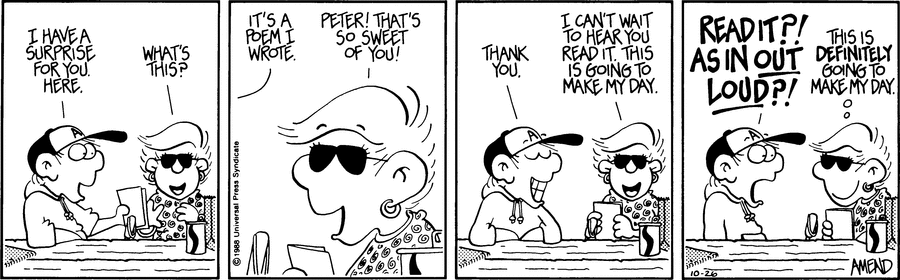 I HAVE A
SURPRISE
FOR YOU.
HERE.
WHAT'S
THIS?
IT'S A
POEM I
WROTE.
PETER! THAT'S
SO SWEET
OF YOU!
© 1988 Universal Press Syndicate
THANK
YOU.
I CAN'T WAIT
TO HEAR YOU
READ IT. THIS
IS GOING TO
MAKE MY DAY.
READ IT?!
AS IN OUT
LOUD?!
THIS IS
DEFINITELY
GOING TO
MAKE MY DAY.
A
10-26
AMEND